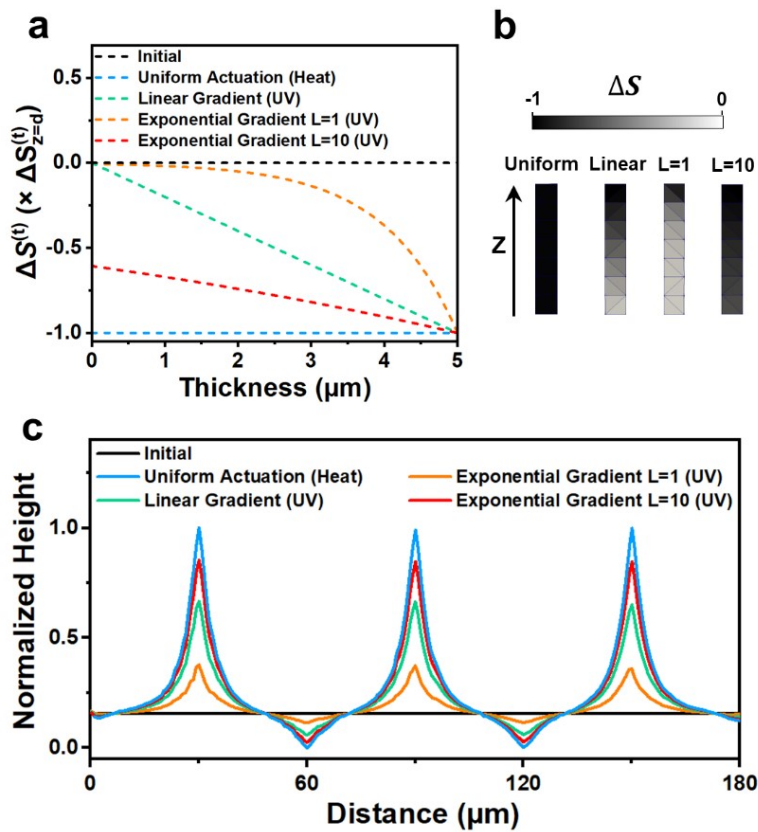 a
Initial
Uniform Actuation (Heat)
Linear Gradient (UV)
Exponential Gradient L=1 (UV)
Exponential Gradient L=10 (UV)
0.5
0.0
-0.5
-1.0
ΔS⁽ᵗ⁾ (× ΔS⁽ᵗ⁾z=d)
0 1 2 3 4 5
Thickness (μm)
b
ΔS
-1 0
Uniform Linear L=1 L=10
Z
c
Initial
Uniform Actuation (Heat) Exponential Gradient L=1 (UV)
Linear Gradient (UV) Exponential Gradient L=10 (UV)
1.0
0.5
0.0
Normalized Height
0 60 120 180
Distance (μm)